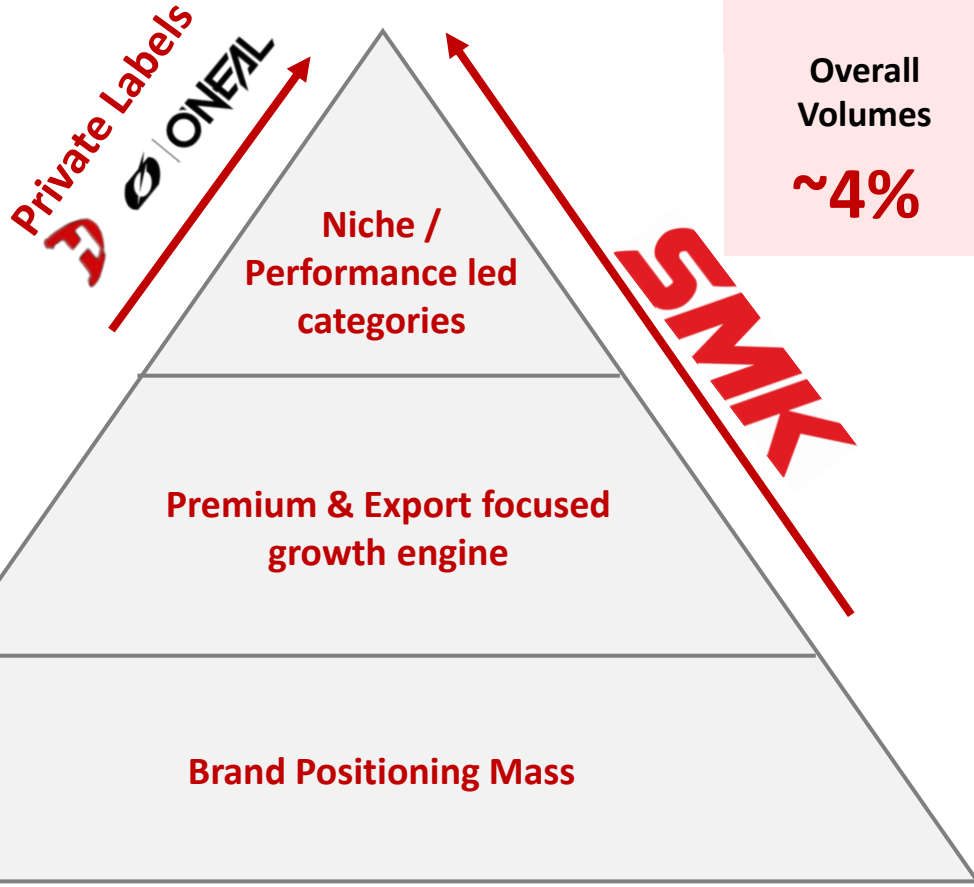 Private Labels
O'NEAL
Overall
Volumes
~4%
SMK
Niche /
Performance led
categories
Premium & Export focused
growth engine
Brand Positioning Mass